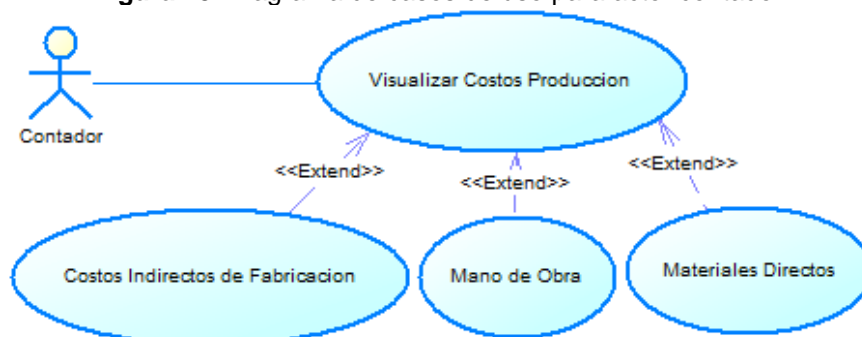 Visualizar Costos Produccion
Contador
<<Extend>>
<<Extend>>
<<Extend>>
Costos Indirectos de Fabricacion
Mano de Obra
Materiales Directos